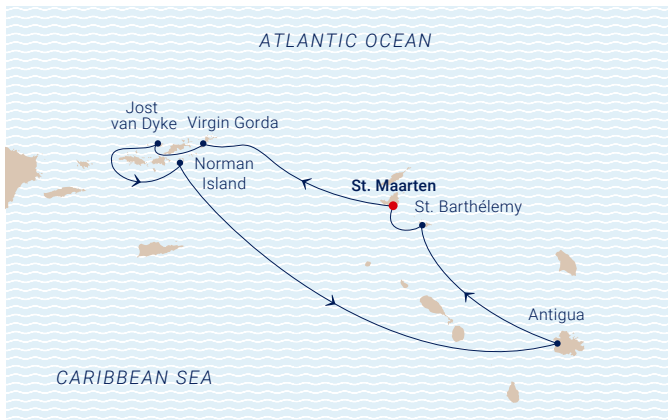 ATLANTIC OCEAN
Jost
van Dyke
Virgin Gorda
Norman
Island
St. Maarten
St. Barthélemy
Antigua
CARIBBEAN SEA